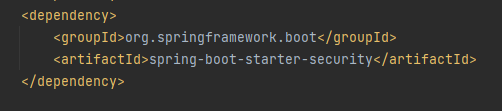 <dependency>
<groupId>org.springframework.boot</groupId>
<artifactId>spring-boot-starter-security</artifactId>
</dependency>